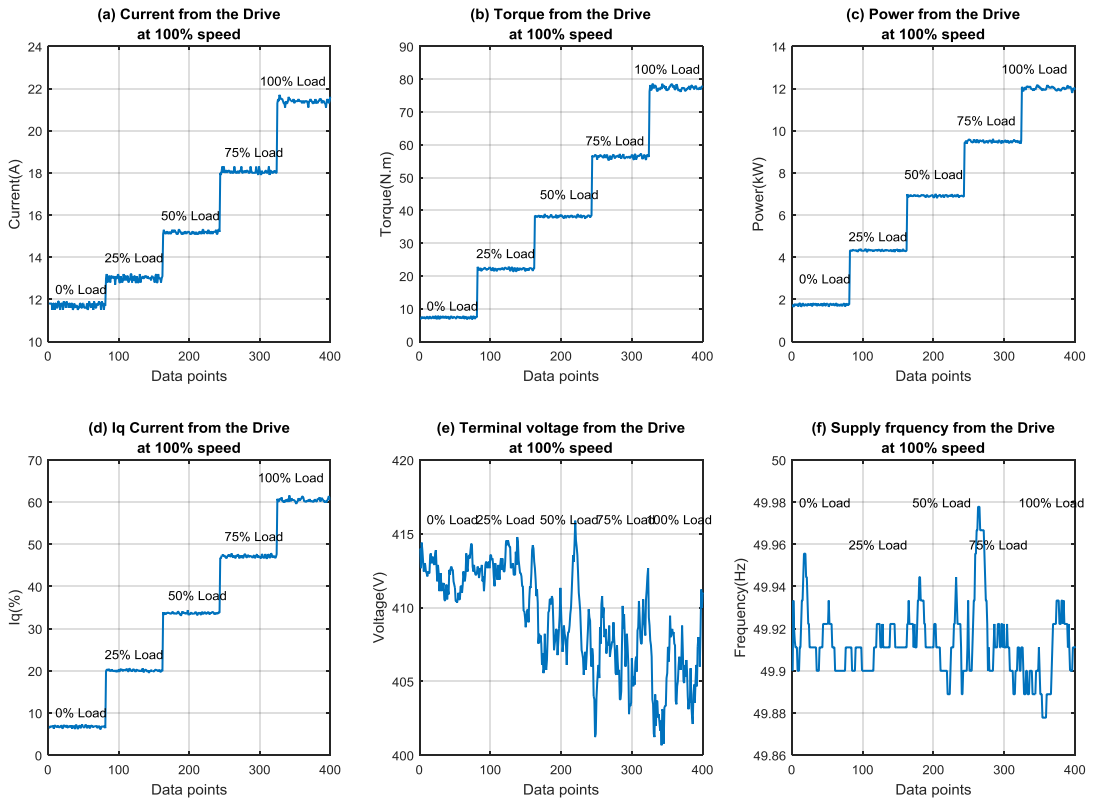 (a) Current from the Drive
at 100% speed
24
22
20
18
16
14
12
10
Current(A)
0% Load
25% Load
50% Load
75% Load
100% Load
0 100 200 300 400
Data points
(b) Torque from the Drive
at 100% speed
90
80
70
60
50
40
30
20
10
0
Torque(N.m)
0% Load
25% Load
50% Load
75% Load
100% Load
0 100 200 300 400
Data points
(c) Power from the Drive
at 100% speed
14
12
10
8
6
4
2
0
Power(kW)
0% Load
25% Load
50% Load
75% Load
100% Load
0 100 200 300 400
Data points
(d) Iq Current from the Drive
at 100% speed
70
60
50
40
30
20
10
0
Iq(%)
0% Load
25% Load
50% Load
75% Load
100% Load
0 100 200 300 400
Data points
(e) Terminal voltage from the Drive
at 100% speed
420
415
410
405
400
Voltage(V)
0% Load 25% Load 50% Load 75% Load 100% Load
0 100 200 300 400
Data points
(f) Supply frquency from the Drive
at 100% speed
50
49.98
49.96
49.94
49.92
49.9
49.88
49.86
Frequency(Hz)
0% Load 50% Load 100% Load
25% Load 75% Load
0 100 200 300 400
Data points